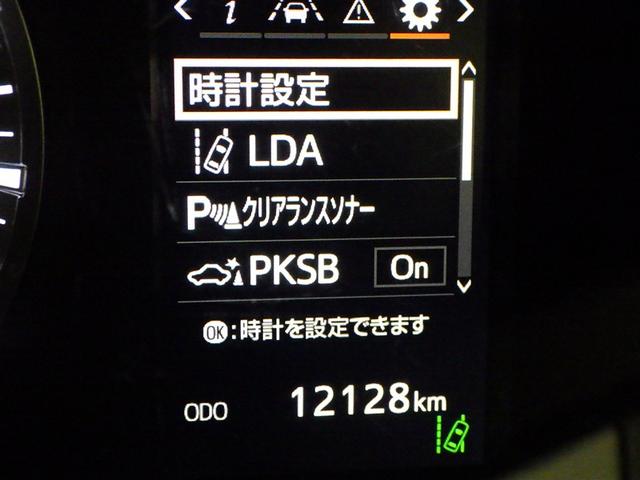 時計設定
LDA
Pクリアランスソナー
PKSB On
OK:時計を設定できます
ODO 12128km